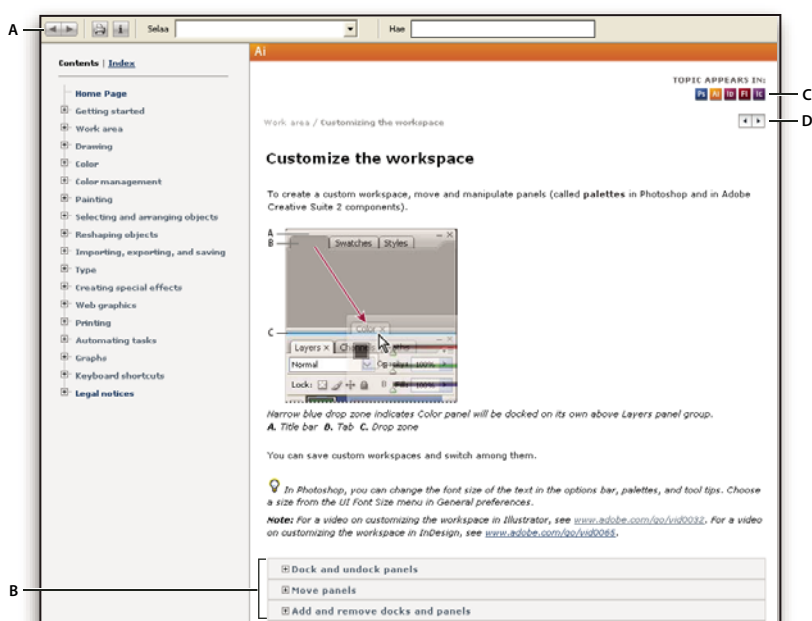 A
Selaa
Hae
Contents | Index
Home Page
Getting started
Work area
Drawing
Color
Color management
Painting
Selecting and arranging objects
Reshaping objects
Importing, exporting, and saving
Type
Creating special effects
Web graphics
Printing
Automating tasks
Graphs
Keyboard shortcuts
Legal notices
Ai
TOPIC APPEARS IN:
Ps Ai Id Fl
C
D
Work area / Customizing the workspace
Customize the workspace
To create a custom workspace, move and manipulate panels (called palettes in Photoshop and in Adobe
Creative Suite 2 components).
A
B
Swatches Styles
Color ×
C
Layers ×
Normal
100%
Lock:
100%
Narrow blue drop zone indicates Color panel will be docked on its own above Layers panel group.
A. Title bar B. Tab C. Drop zone
You can save custom workspaces and switch among them.
In Photoshop, you can change the font size of the text in the options bar, palettes, and tool tips. Choose
a size from the UI Font Size menu in General preferences.
Note: For a video on customizing the workspace in Illustrator, see www.adobe.com/go/vid0032. For a video
on customizing the workspace in InDesign, see www.adobe.com/go/vid0065.
B
Dock and undock panels
Move panels
Add and remove docks and panels